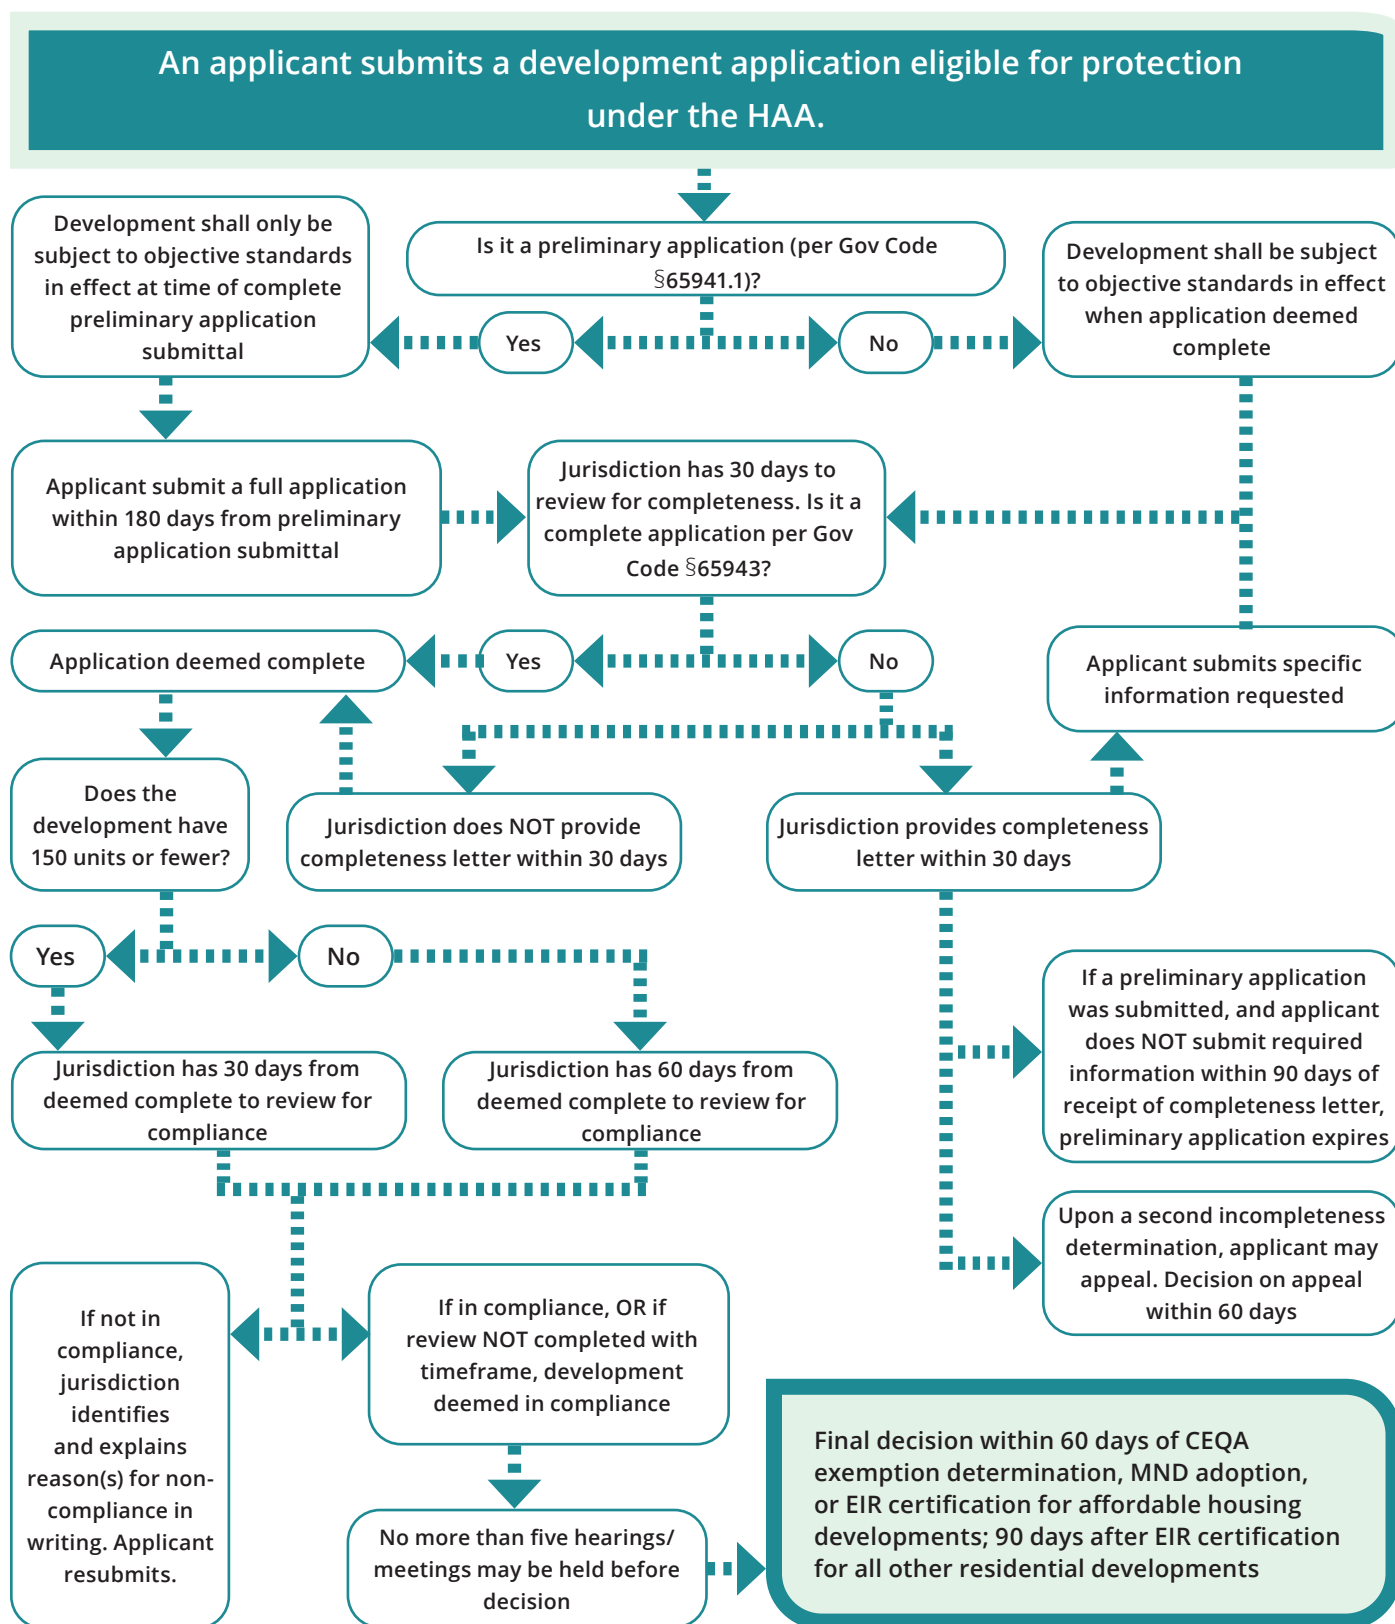 An applicant submits a development application eligible for protection
under the HAA.
Is it a preliminary application (per Gov Code
§65941.1)?
Yes
No
Development shall only be
subject to objective standards
in effect at time of complete
preliminary application
submittal
Development shall be subject
to objective standards in effect
when application deemed
complete
Applicant submit a full application
within 180 days from preliminary
application submittal
Jurisdiction has 30 days to
review for completeness. Is it a
complete application per Gov
Code §65943?
Application deemed complete
Yes
No
Applicant submits specific
information requested
Does the
development have
150 units or fewer?
Jurisdiction does NOT provide
completeness letter within 30 days
Jurisdiction provides completeness
letter within 30 days
Yes
No
If a preliminary application
was submitted, and applicant
does NOT submit required
information within 90 days of
receipt of completeness letter,
preliminary application expires
Jurisdiction has 30 days from
deemed complete to review for
compliance
Jurisdiction has 60 days from
deemed complete to review for
compliance
Upon a second incompleteness
determination, applicant may
appeal. Decision on appeal
within 60 days
If not in
compliance,
jurisdiction
identifies
and explains
reason(s) for non-
compliance in
writing. Applicant
resubmits.
If in compliance, OR if
review NOT completed with
timeframe, development
deemed in compliance
No more than five hearings/
meetings may be held before
decision
Final decision within 60 days of CEQA
exemption determination, MND adoption,
or EIR certification for affordable housing
developments; 90 days after EIR certification
for all other residential developments